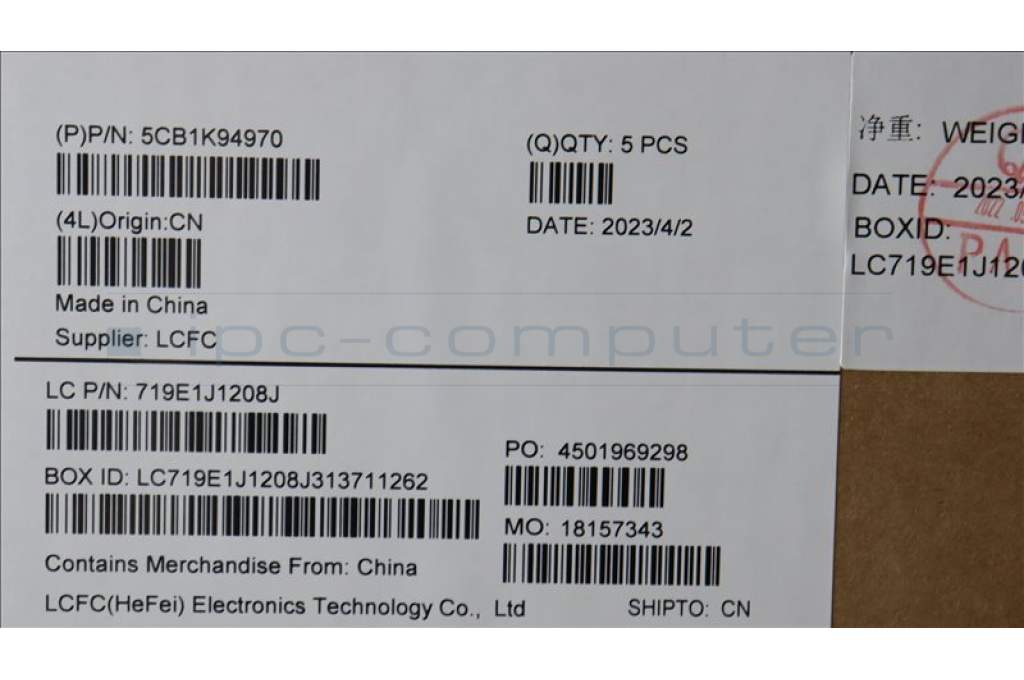 (P)P/N: 5CB1K94970
(Q)QTY: 5 PCS
(4L)Origin:CN
DATE: 2023/4/2
Made in China
Supplier: LCFC
ipc-computer
LC P/N: 719E1J1208J
PO: 4501969298
BOX ID: LC719E1J1208J313711262
MO: 18157343
Contains Merchandise From: China
LCFC(HeFei) Electronics Technology Co., Ltd
SHIPTO: CN
净重: WEIG
DATE: 2023/
BOXID:
LC719E1J120
PA